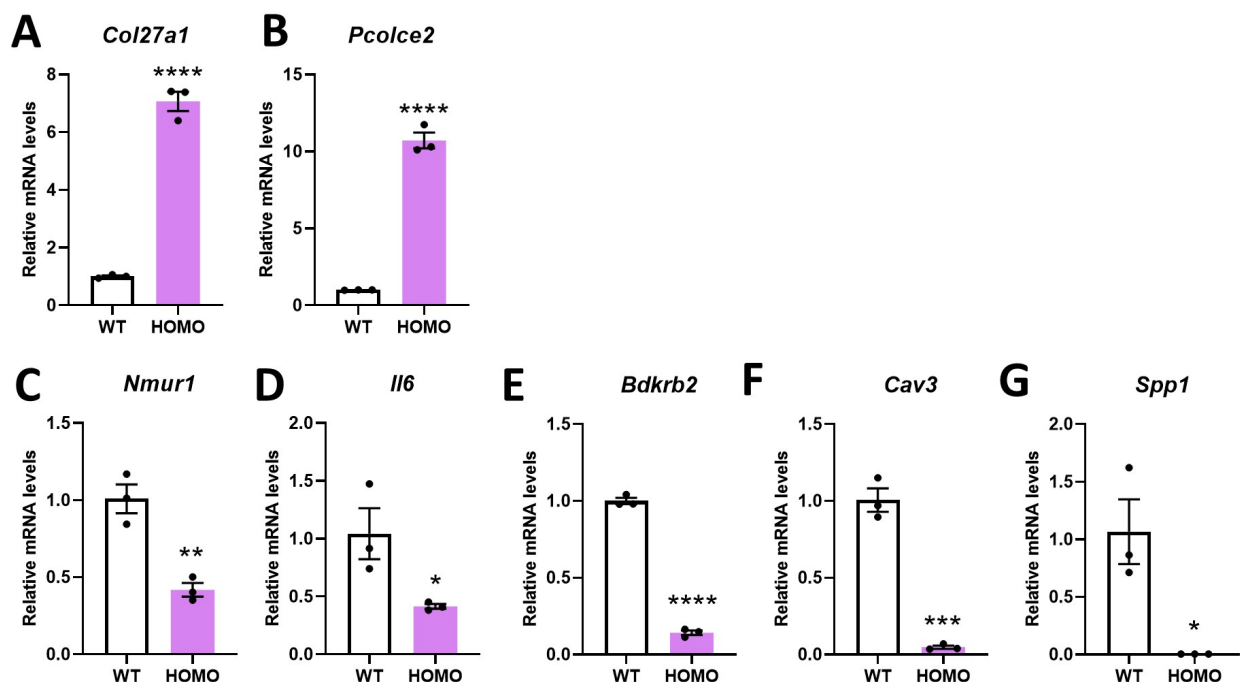 A Col27a1
Relative mRNA levels
8
6
4
2
0
****
WT HOMO
B Pcolce2
Relative mRNA levels
15
10
5
0
****
WT HOMO
C Nmur1
Relative mRNA levels
1.5
1.0
0.5
0.0
**
WT HOMO
D Il6
Relative mRNA levels
2.0
1.5
1.0
0.5
0.0
*
WT HOMO
E Bdkrb2
Relative mRNA levels
1.5
1.0
0.5
0.0
****
WT HOMO
F Cav3
Relative mRNA levels
1.5
1.0
0.5
0.0
***
WT HOMO
G Spp1
Relative mRNA levels
2.0
1.5
1.0
0.5
0.0
*
WT HOMO